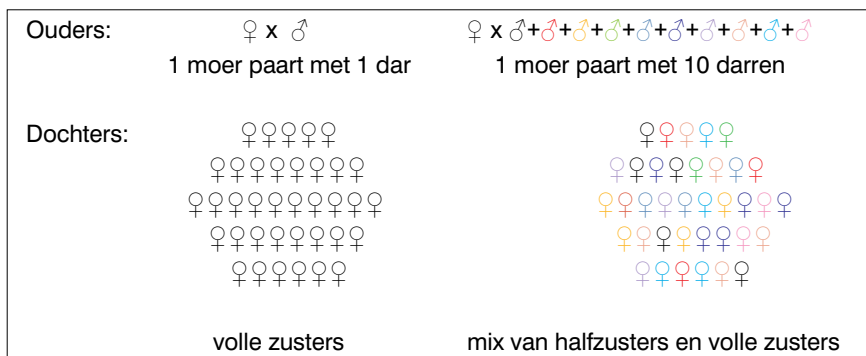 Ouders: ♀ x ♂ ♀ x ♂+♂+♂+♂+♂+♂+♂+♂+♂+♂
1 moer paart met 1 dar 1 moer paart met 10 darren
Dochters: ♀♀♀♀♀ ♀♀♀♀♀
♀♀♀♀♀♀♀♀ ♀♀♀♀♀♀♀♀
♀♀♀♀♀♀♀♀♀♀ ♀♀♀♀♀♀♀♀♀♀
♀♀♀♀♀♀♀♀ ♀♀♀♀♀♀♀♀
♀♀♀♀♀♀ ♀♀♀♀♀♀
volle zusters mix van halfzusters en volle zusters